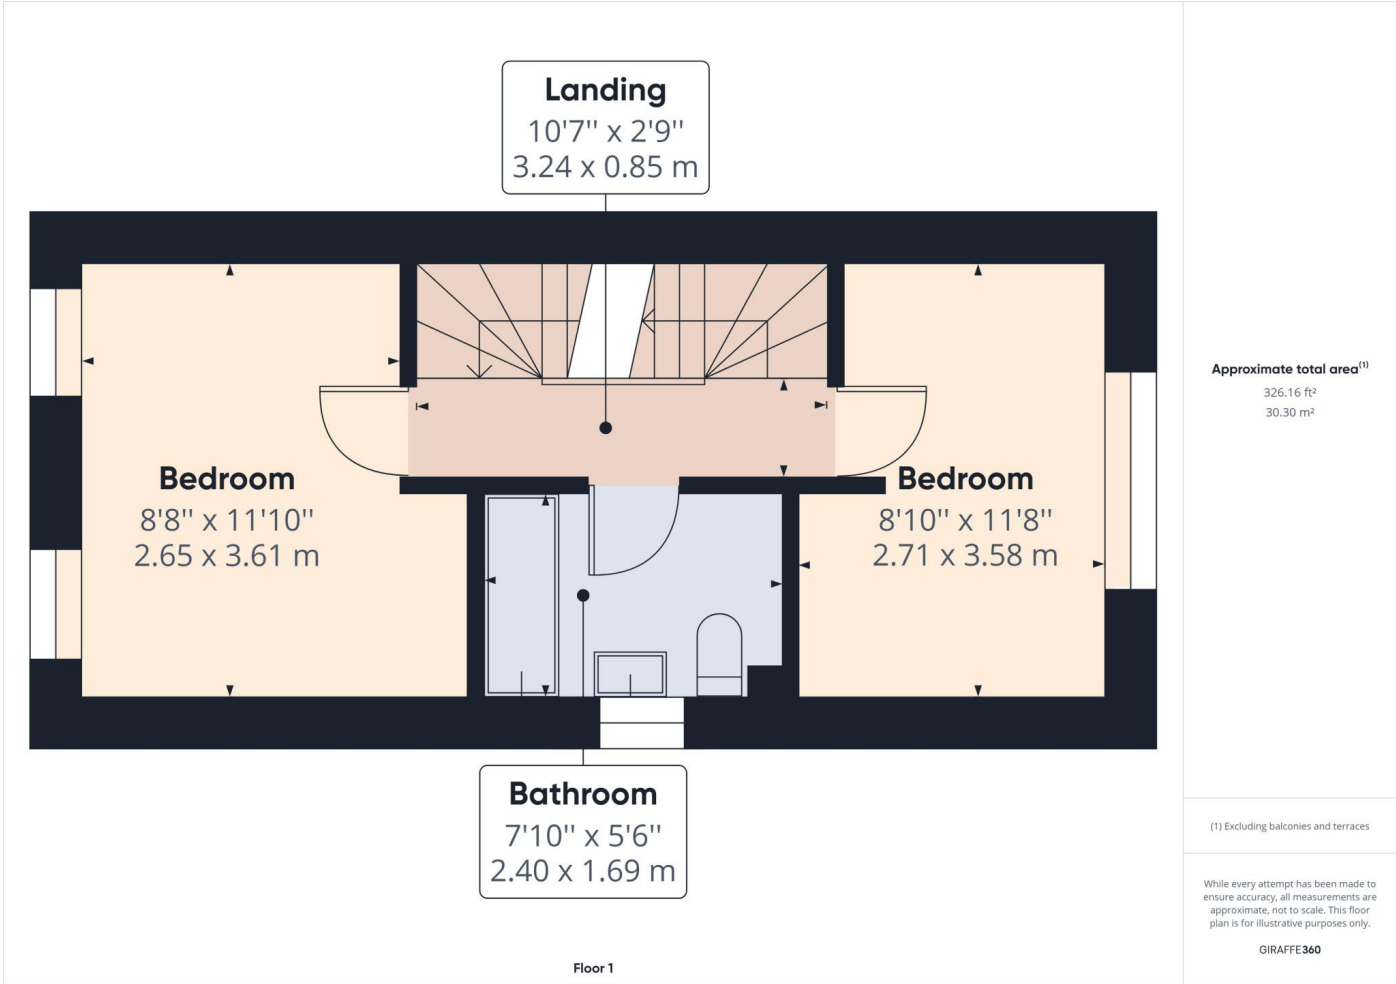 Landing
10'7'' x 2'9''
3.24 x 0.85 m
Bedroom
8'8'' x 11'10''
2.65 x 3.61 m
Bedroom
8'10'' x 11'8''
2.71 x 3.58 m
Bathroom
7'10'' x 5'6''
2.40 x 1.69 m
Floor 1
Approximate total area(1)
326.16 ft²
30.30 m²
(1) Excluding balconies and terraces
While every attempt has been made to
ensure accuracy, all measurements are
approximate, not to scale. This floor
plan is for illustrative purposes only.
GIRAFFE360